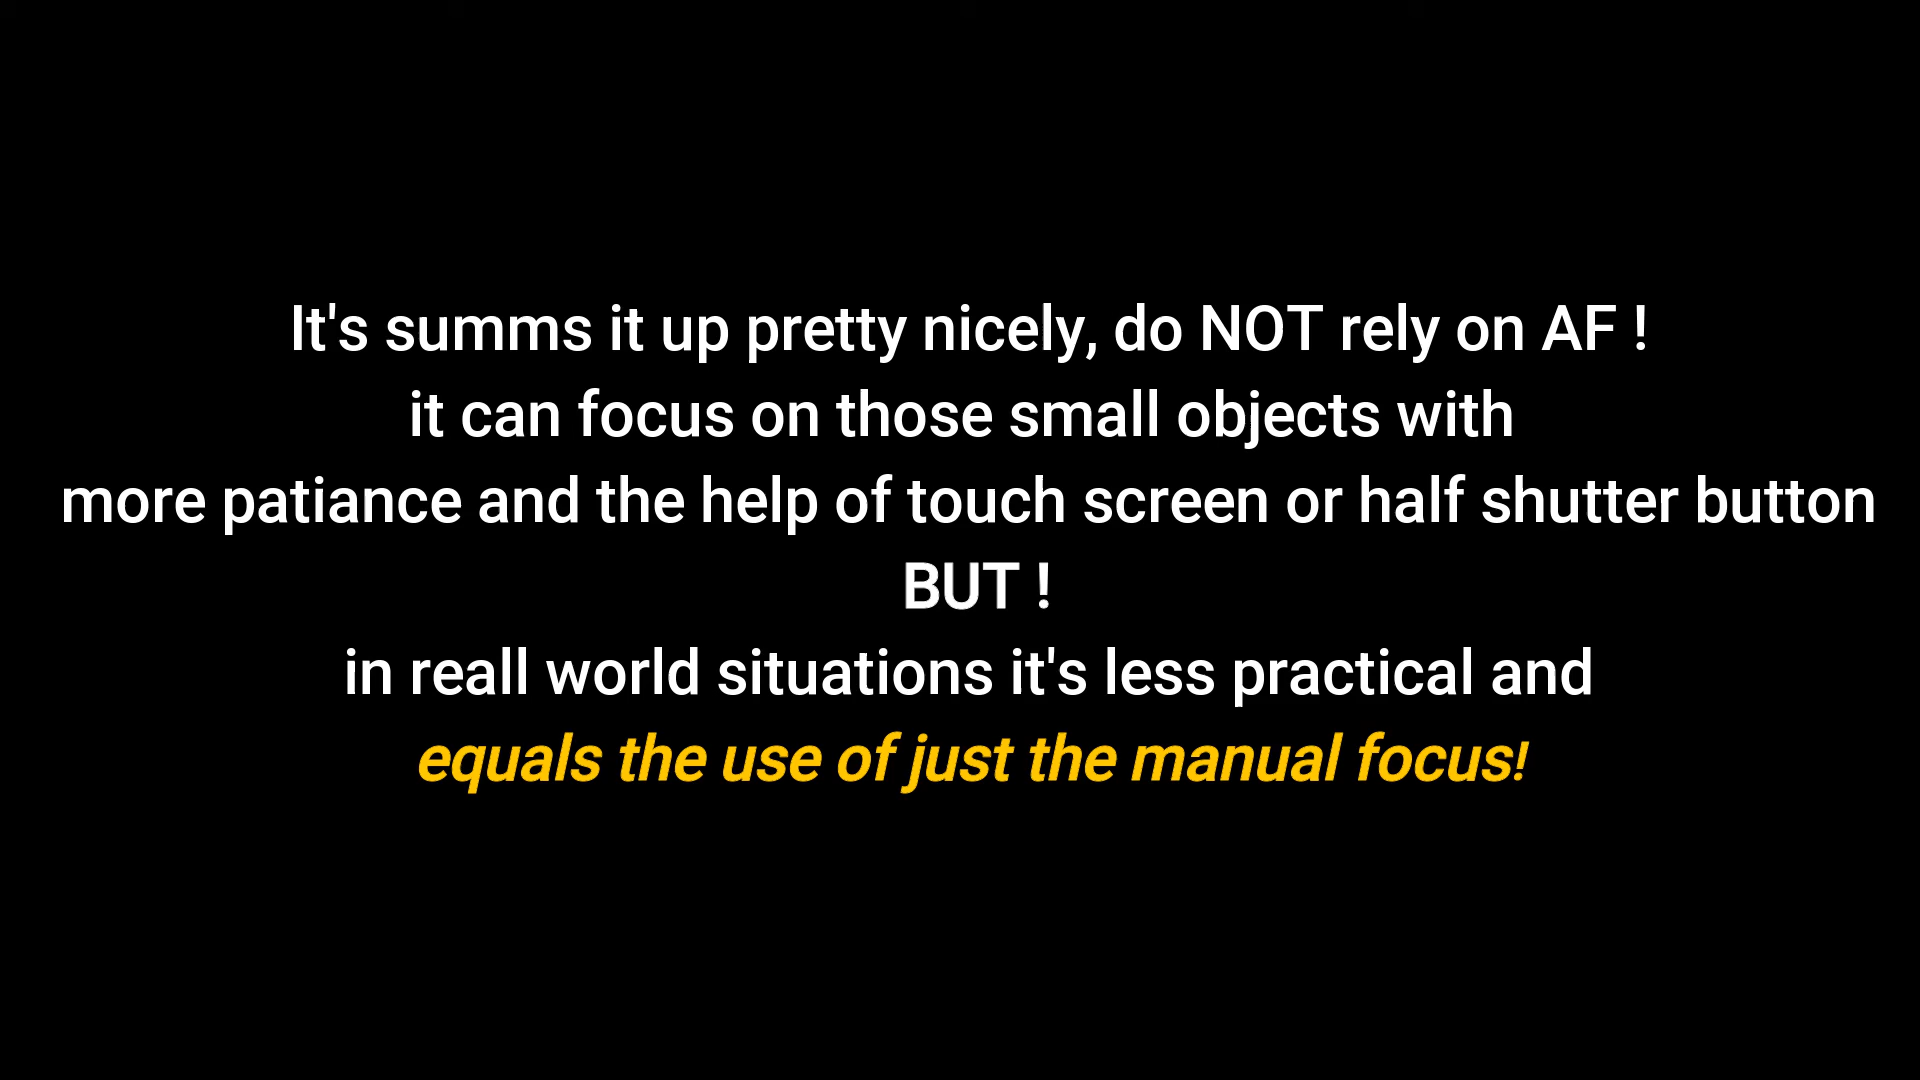 It's summs it up pretty nicely, do NOT rely on AF !
it can focus on those small objects with
more patiance and the help of touch screen or half shutter button
BUT !
in reall world situations it's less practical and
equals the use of just the manual focus!